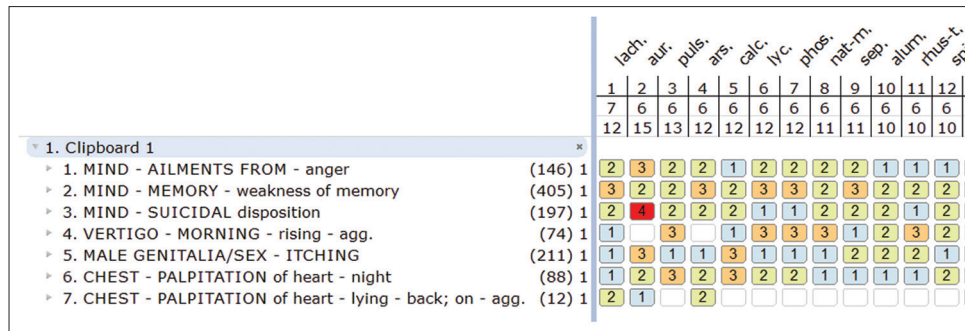 lach. aur. puls. ars. calc. lyc. phos. nat-m. sep. alum. rhus-t.
1 2 3 4 5 6 7 8 9 10 11 12
7 6 6 6 6 6 6 6 6 6 6 6
12 15 13 12 12 12 12 11 11 10 10 10
1. Clipboard 1 ×
1. MIND - AILMENTS FROM - anger (146) 1 2 3 2 2 1 2 2 2 2 1 1 1
2. MIND - MEMORY - weakness of memory (405) 1 3 2 2 3 2 3 3 2 3 2 2 2
3. MIND - SUICIDAL disposition (197) 1 2 4 2 2 2 1 1 2 2 2 1 2
4. VERTIGO - MORNING - rising - agg. (74) 1 1 3 1 3 3 3 1 2 3 2
5. MALE GENITALIA/SEX - ITCHING (211) 1 1 3 1 1 3 1 1 1 2 2 2 1
6. CHEST - PALPITATION of heart - night (88) 1 1 2 3 2 3 2 2 1 1 1 1 2
7. CHEST - PALPITATION of heart - lying - back; on - agg. (12) 1 2 1 2